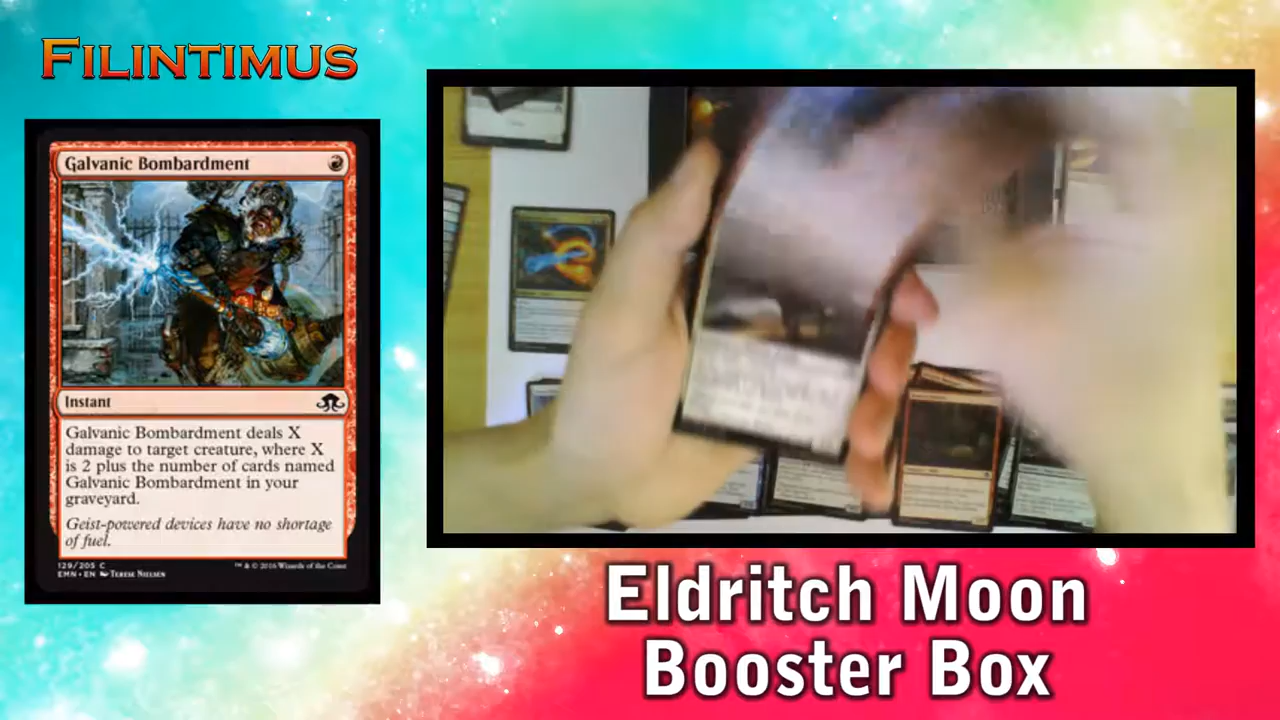 FILINTIMUS
Galvanic Bombardment
Instant
Galvanic Bombardment deals X
damage to target creature, where X
is 2 plus the number of cards named
Galvanic Bombardment in your
graveyard.
Geist-powered devices have no shortage
of fuel.
129/205 C
EMN • EN Terese Nielsen
™ & © 2016 Wizards of the Coast
Eldritch Moon
Booster Box